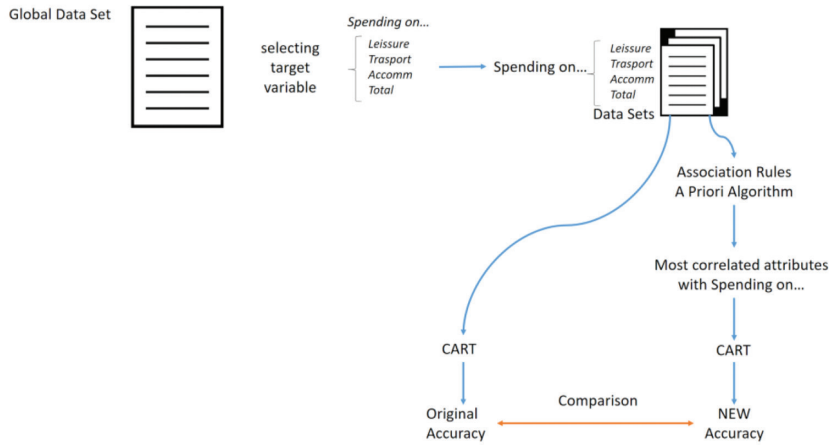 Global Data Set
selecting
target
variable
Spending on...
Leissure
Trasport
Accomm
Total
Spending on...
Leissure
Trasport
Accomm
Total
Data Sets
Association Rules
A Priori Algorithm
Most correlated attributes
with Spending on...
CART
CART
Original
Accuracy
Comparison
NEW
Accuracy